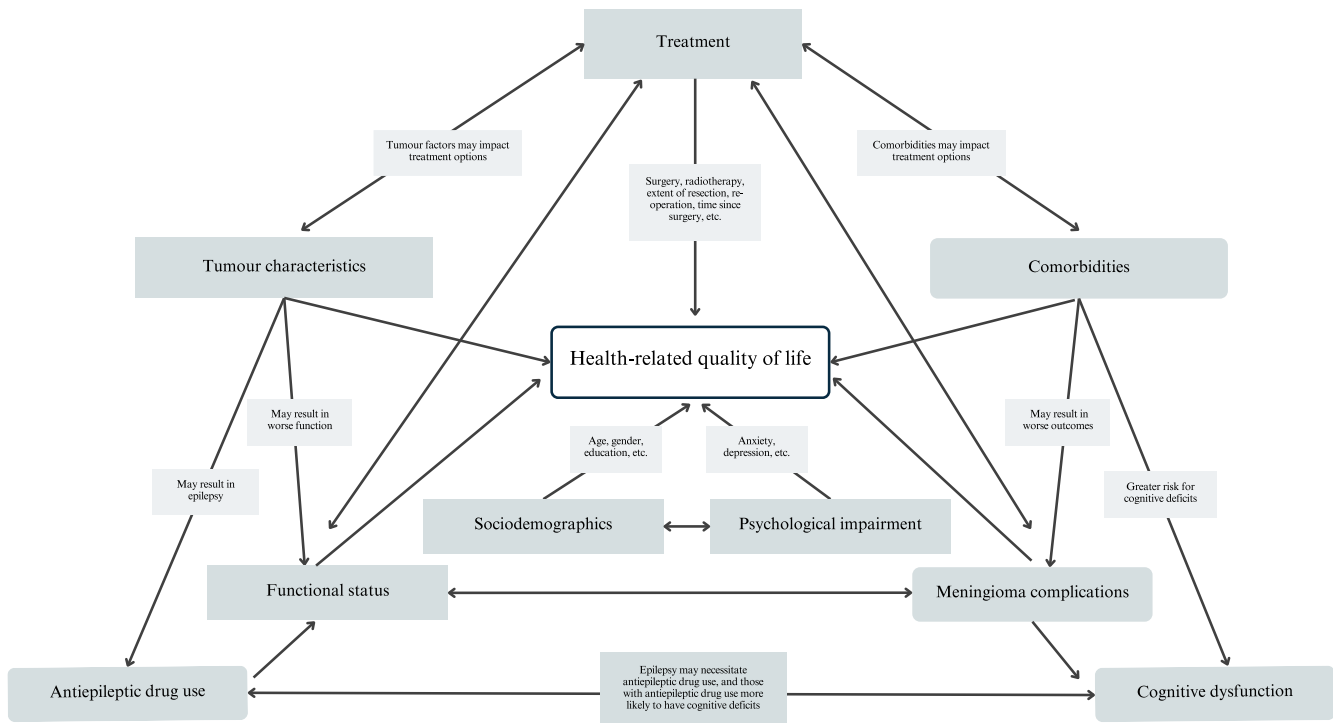 Treatment
Tumour factors may impact
treatment options
Comorbidities may impact
treatment options
Surgery, radiotherapy,
extent of resection, re-
operation, time since
surgery, etc.
Tumour characteristics
Comorbidities
Health-related quality of life
May result in
worse function
Age, gender,
education, etc.
Anxiety,
depression, etc.
May result in
worse outcomes
May result in
epilepsy
Greater risk for
cognitive deficits
Sociodemographics
Psychological impairment
Functional status
Meningioma complications
Antiepileptic drug use
Epilepsy may necessitate
antiepileptic drug use, and those
with antiepileptic drug use more
likely to have cognitive deficits
Cognitive dysfunction